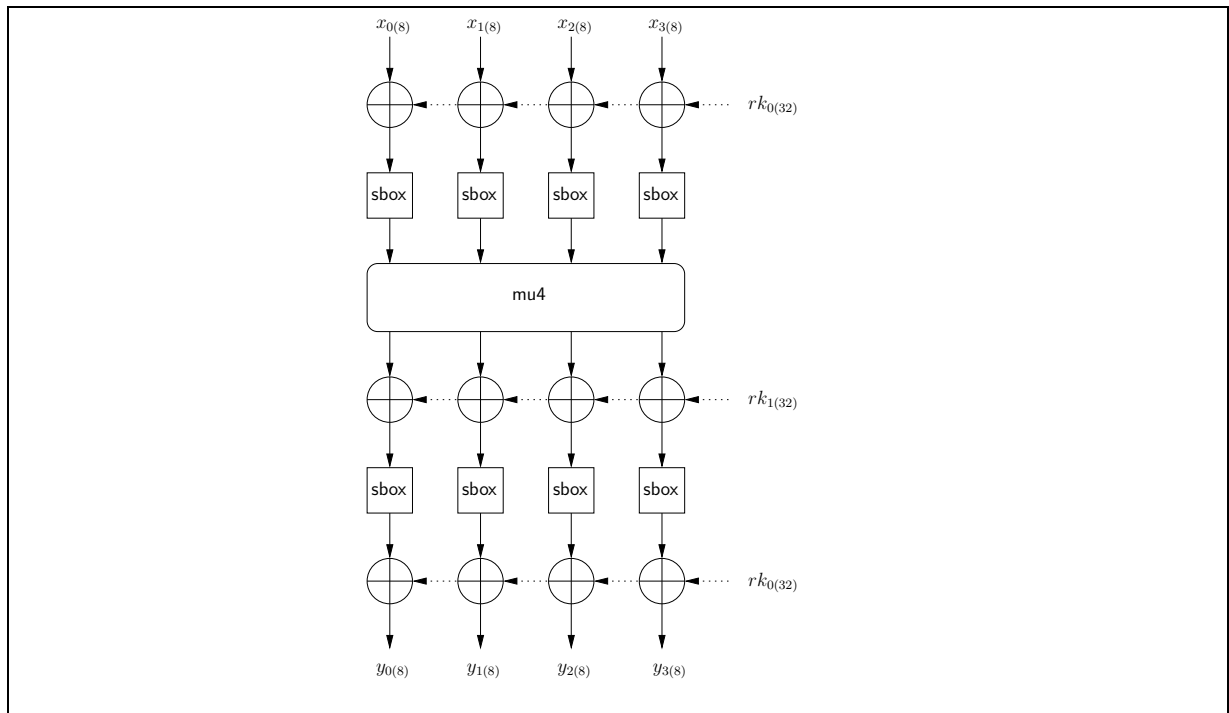 x0(8) x1(8) x2(8) x3(8)
rk0(32)
sbox sbox sbox sbox
mu4
rk1(32)
sbox sbox sbox sbox
rk0(32)
y0(8) y1(8) y2(8) y3(8)